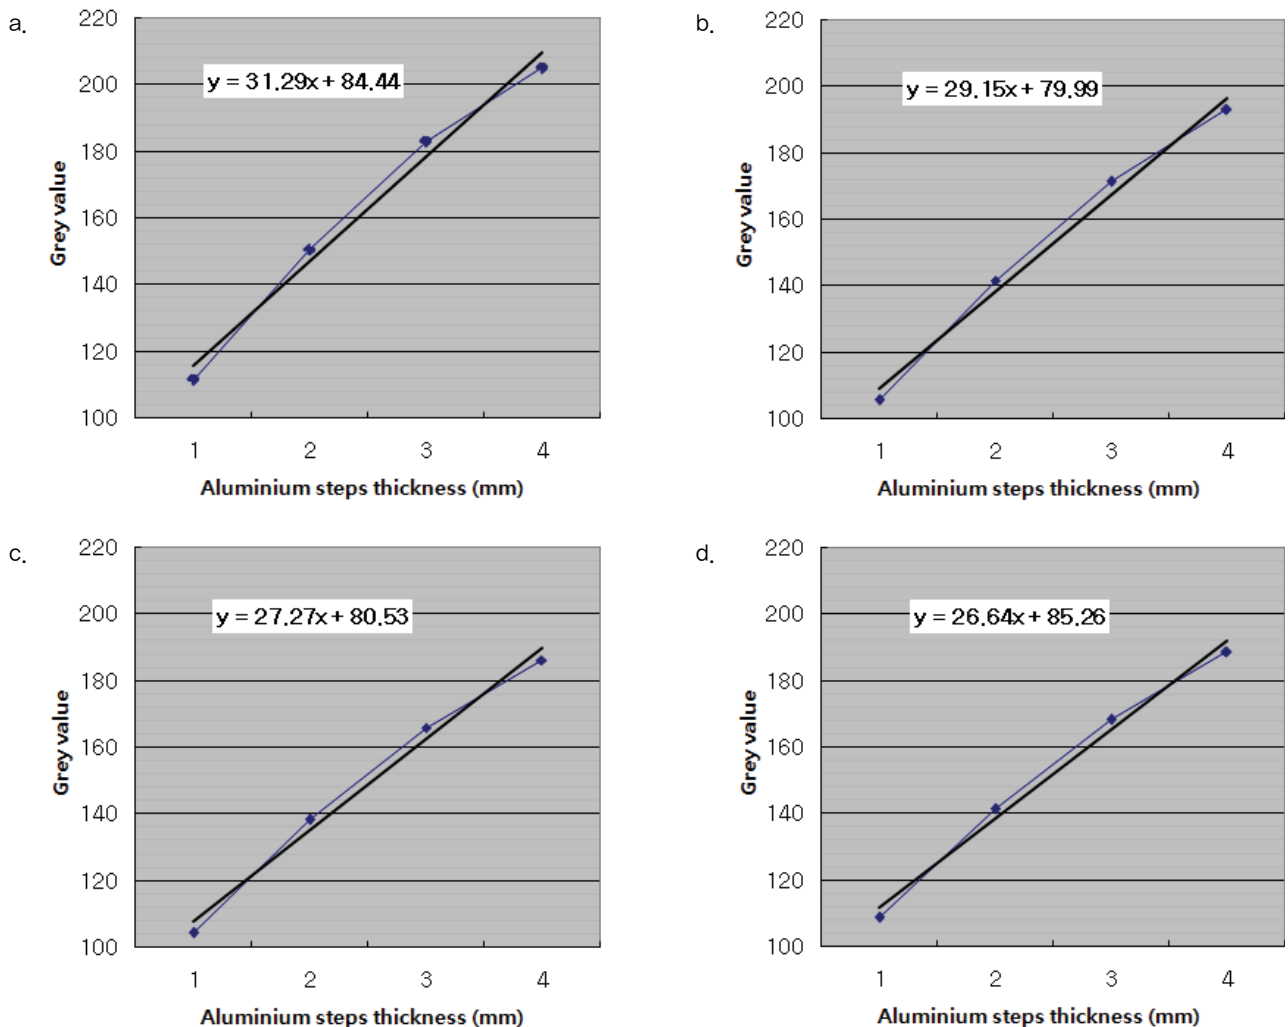 a.
220
200
180
160
140
120
100
y = 31.29x + 84.44
Grey value
1 2 3 4
Aluminium steps thickness (mm)
b.
220
200
180
160
140
120
100
y = 29.15x + 79.99
Grey value
1 2 3 4
Aluminium steps thickness (mm)
c.
220
200
180
160
140
120
100
y = 27.27x + 80.53
Grey value
1 2 3 4
Aluminium steps thickness (mm)
d.
220
200
180
160
140
120
100
y = 26.64x + 85.26
Grey value
1 2 3 4
Aluminium steps thickness (mm)